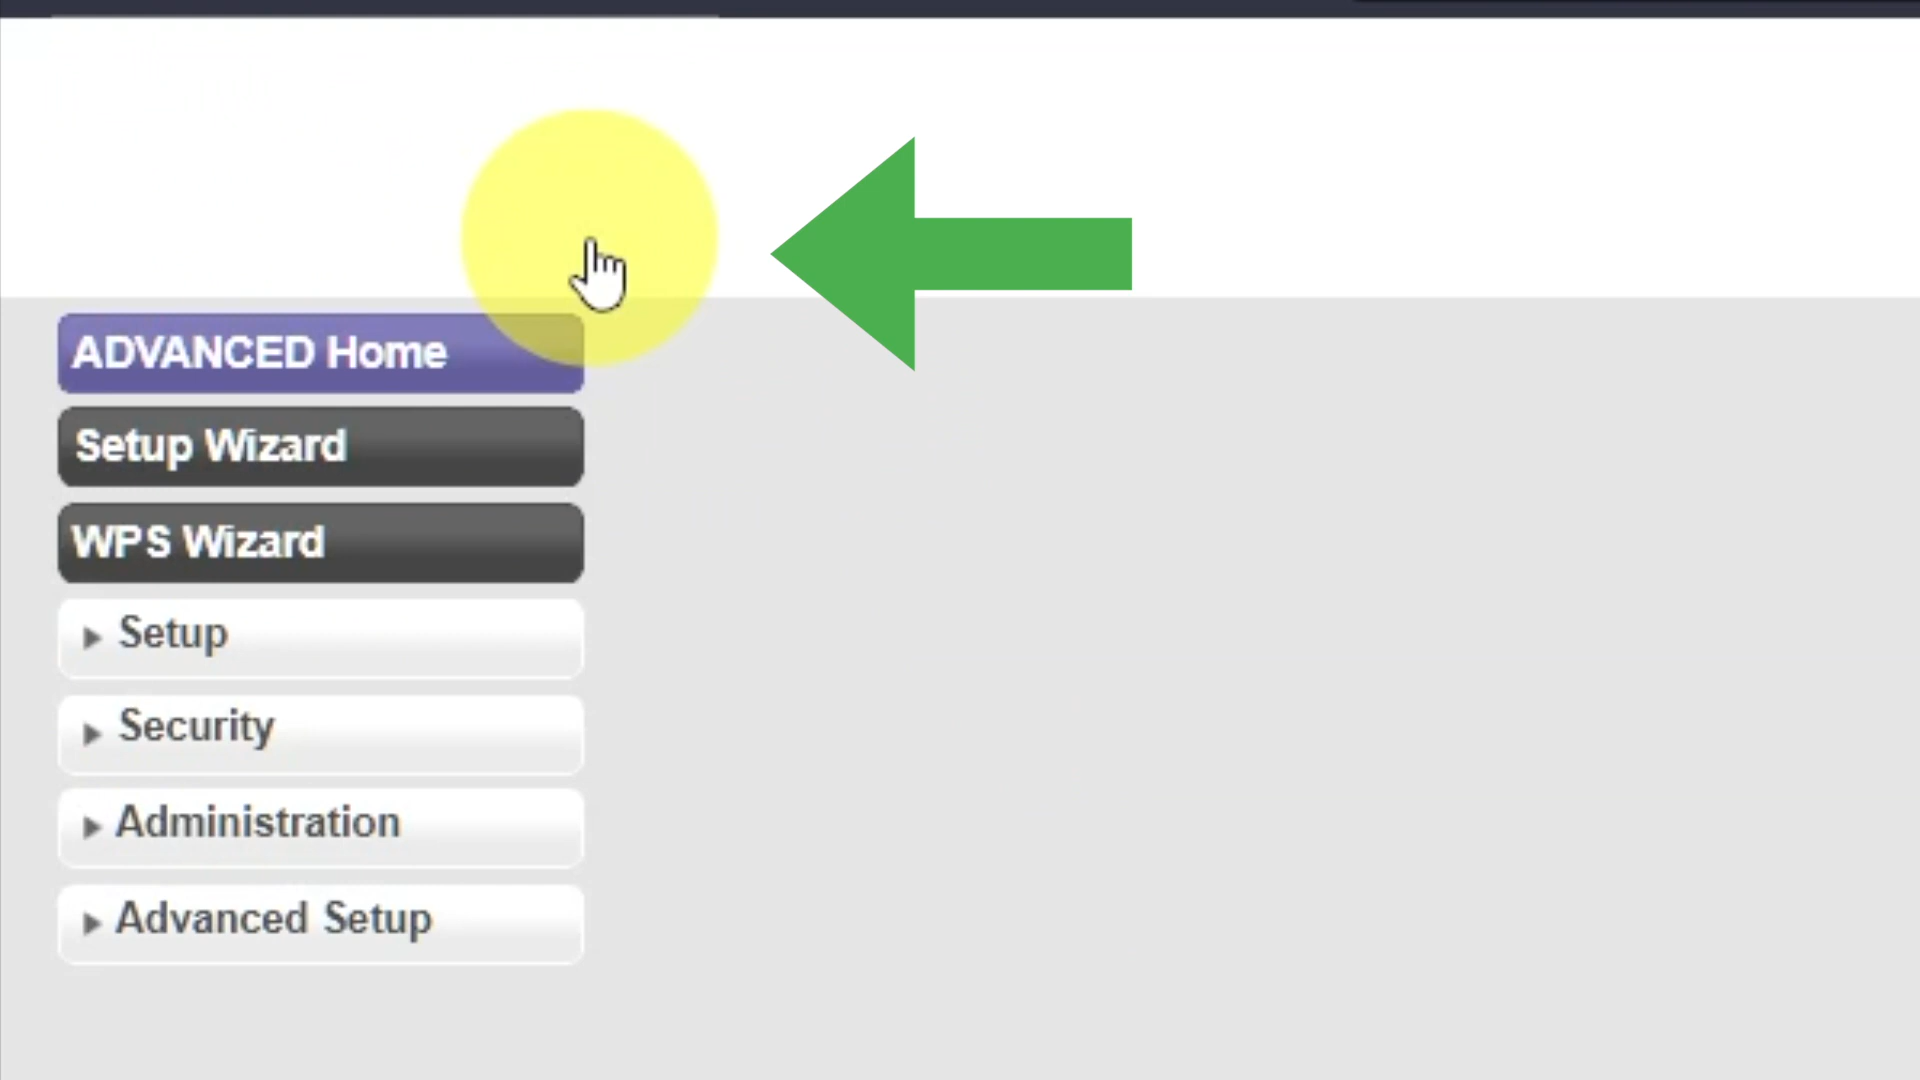 ADVANCED Home
Setup Wizard
WPS Wizard
Setup
Security
Administration
Advanced Setup